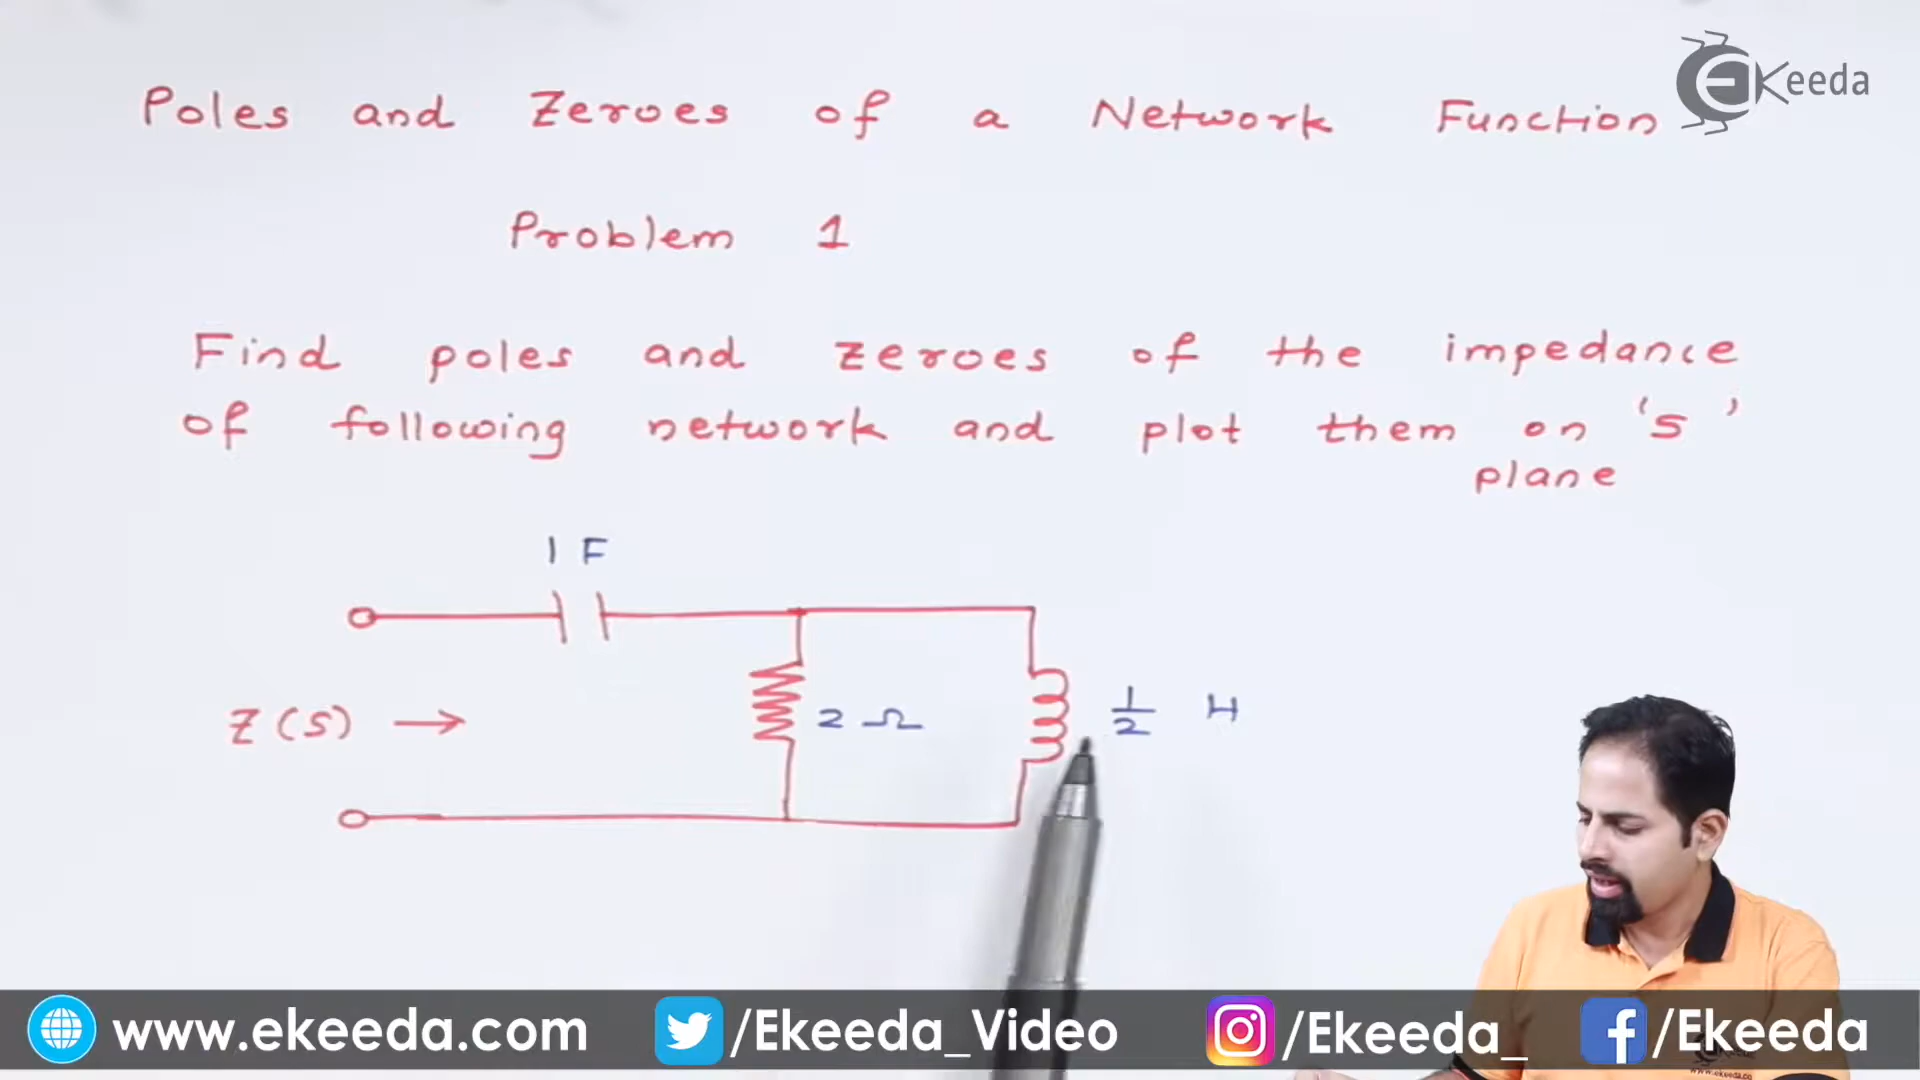 EKeeda
Poles and Zeroes of a Network Function
Problem 1
Find poles and zeroes of the impedance
of following network and plot them on 's'
plane
1 F
Z(s) →
2 Ω
1/2 H
www.ekeeda.com
/Ekeeda_Video
/Ekeeda_
/Ekeeda